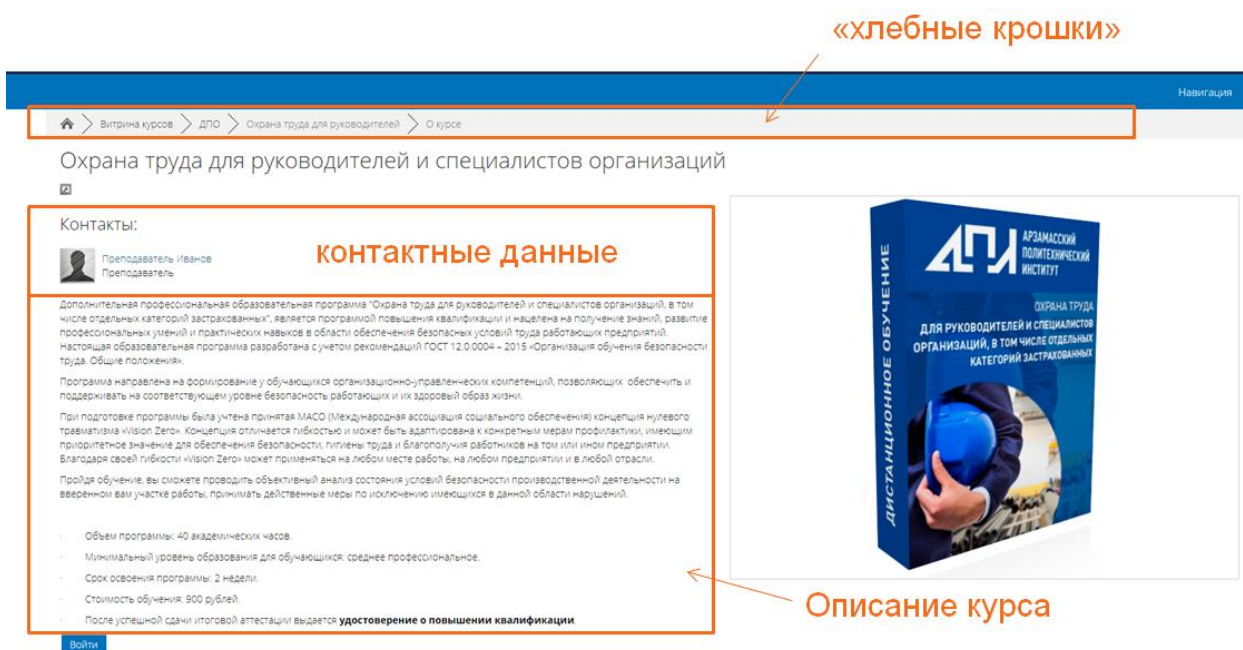 «хлебные крошки»
Навигация
Витрина курсов
ДПО
Охрана труда для руководителей
О курсе
Охрана труда для руководителей и специалистов организаций
Контакты:
контактные данные
Преподаватель Иванов
Преподаватель
Дополнительная профессиональная образовательная программа "Охрана труда для руководителей и специалистов организаций, в том
числе отдельных категорий застрахованных", является программой повышения квалификации и нацелена на получение знаний, развитие
профессиональных умений и практических навыков в области обеспечения безопасных условий труда работающих предприятий.
Настоящая образовательная программа разработана с учетом рекомендаций ГОСТ 12.0.0004 – 2015 «Организация обучения безопасности
труда. Общие положения».
Программа направлена на формирование у обучающихся организационно-управленческих компетенций, позволяющих обеспечить и
поддерживать на соответствующем уровне безопасность работающих и их здоровый образ жизни.
При подготовке программы была учтена принятая МАСО (Международная ассоциация социального обеспечения) концепция нулевого
травматизма «Vision Zero». Концепция отличается гибкостью и может быть адаптирована к конкретным мерам профилактики, имеющим
приоритетное значение для обеспечения безопасности, гигиены труда и благополучия работников на том или ином предприятии.
Благодаря своей гибкости «Vision Zero» может применяться на любом месте работы, на любом предприятии и в любой отрасли.
Пройдя обучение, вы сможете проводить объективный анализ состояния условий безопасности производственной деятельности на
вверенном вам участке работы, принимать действенные меры по исключению имеющихся в данной области нарушений.
· Объем программы: 40 академических часов.
· Минимальный уровень образования для обучающихся: среднее профессиональное.
· Срок освоения программы: 2 недели.
· Стоимость обучения: 900 рублей.
· После успешной сдачи итоговой аттестации выдается удостоверение о повышении квалификации.
Войти
ДИСТАНЦИОННОЕ ОБУЧЕНИЕ
АПИ
АРЗАМАССКИЙ
ПОЛИТЕХНИЧЕСКИЙ
ИНСТИТУТ
ОХРАНА ТРУДА
ДЛЯ РУКОВОДИТЕЛЕЙ И СПЕЦИАЛИСТОВ
ОРГАНИЗАЦИЙ, В ТОМ ЧИСЛЕ ОТДЕЛЬНЫХ
КАТЕГОРИЙ ЗАСТРАХОВАННЫХ
Описание курса